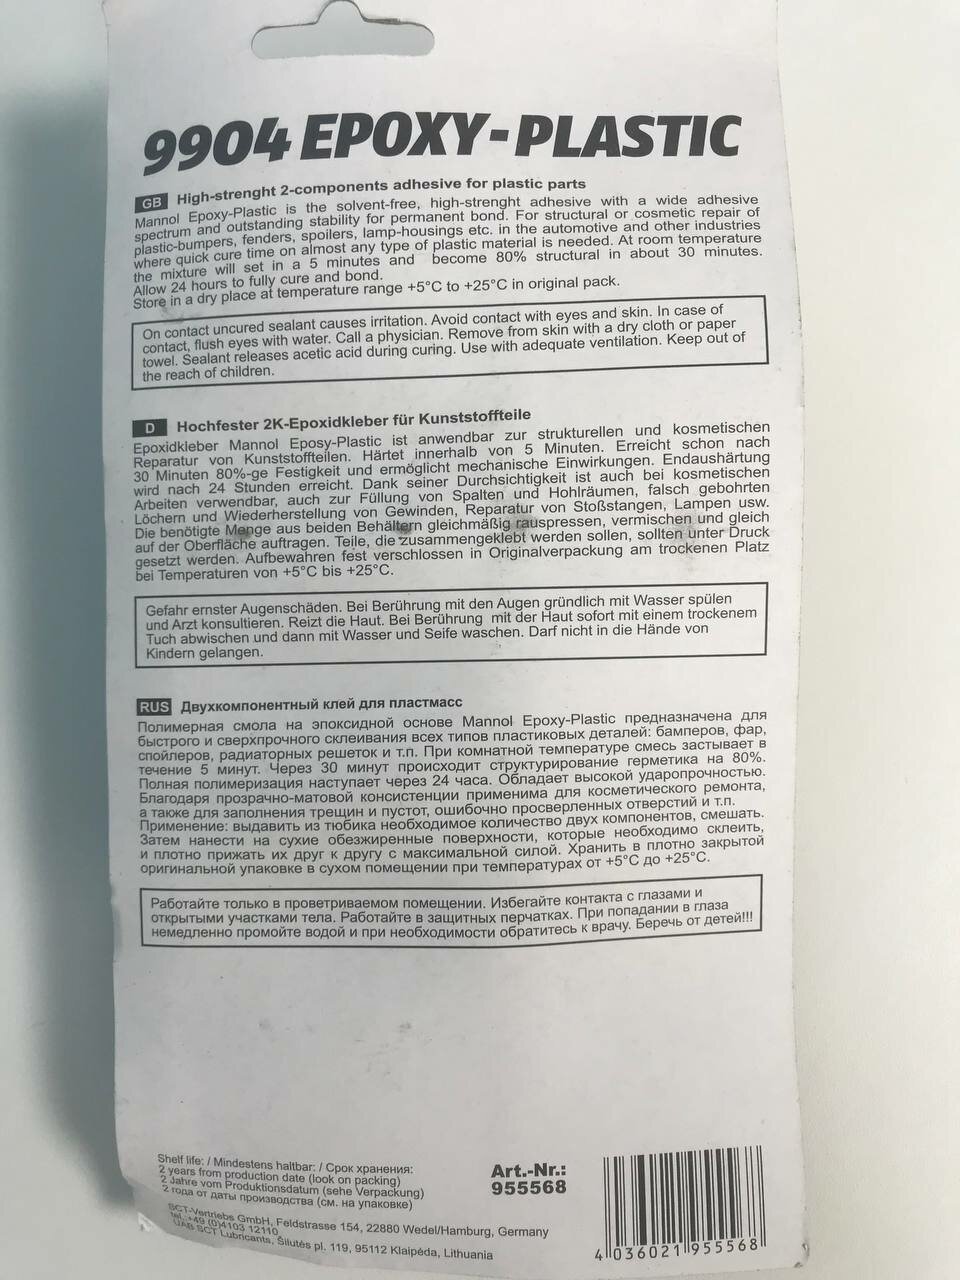 9904 EPOXY-PLASTIC
GB High-strenght 2-components adhesive for plastic parts
Mannol Epoxy-Plastic is the solvent-free, high-strenght adhesive with a wide adhesive
spectrum and outstanding stability for permanent bond. For structural or cosmetic repair of
plastic-bumpers, fenders, spoilers, lamp-housings etc. in the automotive and other industries
where quick cure time on almost any type of plastic material is needed. At room temperature
the mixture will set in a 5 minutes and become 80% structural in about 30 minutes.
Allow 24 hours to fully cure and bond.
Store in a dry place at temperature range +5°C to +25°C in original pack.
On contact uncured sealant causes irritation. Avoid contact with eyes and skin. In case of
contact, flush eyes with water. Call a physician. Remove from skin with a dry cloth or paper
towel. Sealant releases acetic acid during curing. Use with adequate ventilation. Keep out of
the reach of children.
D Hochfester 2K-Epoxidkleber für Kunststoffteile
Epoxidkleber Mannol Eposy-Plastic ist anwendbar zur strukturellen und kosmetischen
Reparatur von Kunststoffteilen. Härtet innerhalb von 5 Minuten. Erreicht schon nach
30 Minuten 80%-ge Festigkeit und ermöglicht mechanische Einwirkungen. Endaushärtung
wird nach 24 Stunden erreicht. Dank seiner Durchsichtigkeit ist auch bei kosmetischen
Arbeiten verwendbar, auch zur Füllung von Spalten und Hohlräumen, falsch gebohrten
Löchern und Wiederherstellung von Gewinden, Reparatur von Stoßstangen, Lampen usw.
Die benötigte Menge aus beiden Behältern gleichmäßig rauspressen, vermischen und gleich
auf der Oberfläche auftragen. Teile, die zusammengeklebt werden sollen, sollten unter Druck
gesetzt werden. Aufbewahren fest verschlossen in Originalverpackung am trockenen Platz
bei Temperaturen von +5°C bis +25°C.
Gefahr ernster Augenschäden. Bei Berührung mit den Augen gründlich mit Wasser spülen
und Arzt konsultieren. Reizt die Haut. Bei Berührung mit der Haut sofort mit einem trockenem
Tuch abwischen und dann mit Wasser und Seife waschen. Darf nicht in die Hände von
Kindern gelangen.
RUS Двухкомпонентный клей для пластмасс
Полимерная смола на эпоксидной основе Mannol Epoxy-Plastic предназначена для
быстрого и сверхпрочного склеивания всех типов пластиковых деталей: бамперов, фар,
спойлеров, радиаторных решеток и т.п. При комнатной температуре смесь застывает в
течение 5 минут. Через 30 минут происходит структурирование герметика на 80%.
Полная полимеризация наступает через 24 часа. Обладает высокой ударопрочностью.
Благодаря прозрачно-матовой консистенции применима для косметического ремонта,
а также для заполнения трещин и пустот, ошибочно просверленных отверстий и т.п.
Применение: выдавить из тюбика необходимое количество двух компонентов, смешать.
Затем нанести на сухие обезжиренные поверхности, которые необходимо склеить,
и плотно прижать их друг к другу с максимальной силой. Хранить в плотно закрытой
оригинальной упаковке в сухом помещении при температурах от +5°C до +25°C.
Работайте только в проветриваемом помещении. Избегайте контакта с глазами и
открытыми участками тела. Работайте в защитных перчатках. При попадании в глаза
немедленно промойте водой и при необходимости обратитесь к врачу. Беречь от детей!!!
Shelf life: / Mindestens haltbar: / Срок хранения:
2 years from production date (look on packing)
2 Jahre vom Produktionsdatum (sehe Verpackung)
2 года от даты производства (см. на упаковке)
SCT-Vertriebs GmbH, Feldstrasse 154, 22880 Wedel/Hamburg, Germany
tel.: +49 (0)4103 12110
UAB SCT Lubricants, Šilutės pl. 119, 95112 Klaipėda, Lithuania
Art.-Nr.:
955568
4 036021 955568